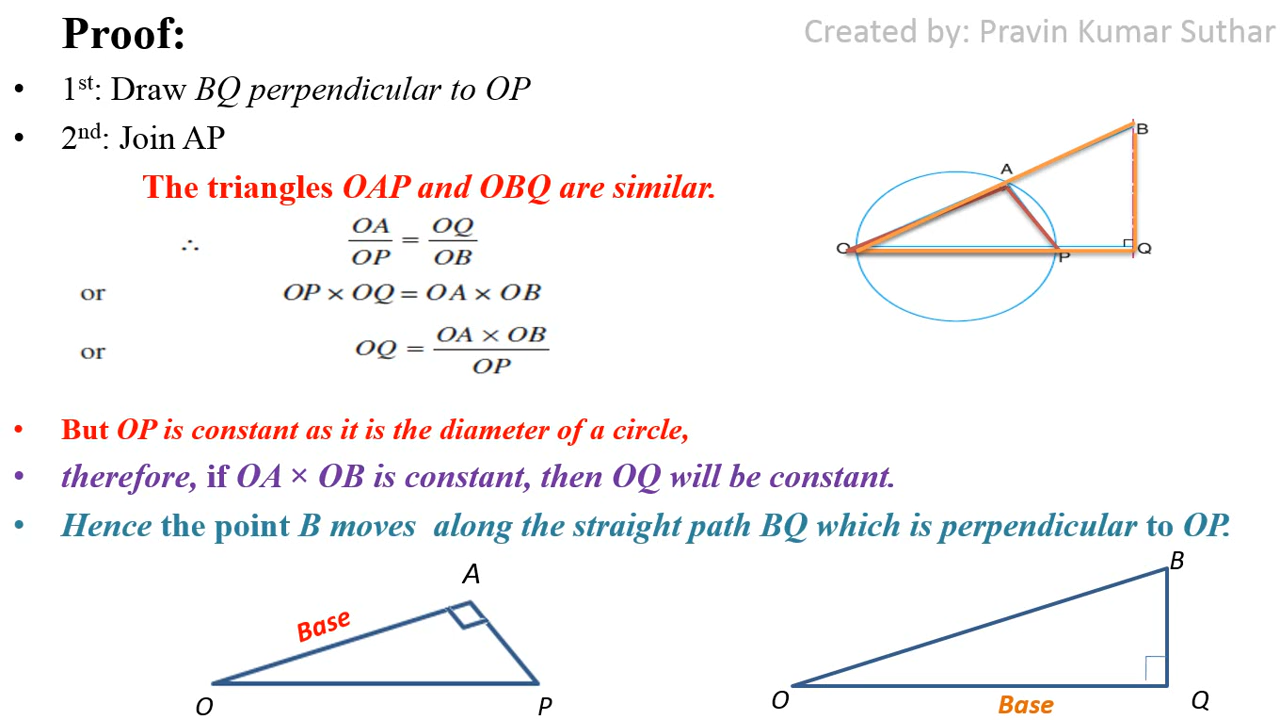 Proof:
Created by: Pravin Kumar Suthar
• 1st: Draw BQ perpendicular to OP
• 2nd: Join AP
The triangles OAP and OBQ are similar.
∴ OA/OP = OQ/OB
or OP × OQ = OA × OB
or OQ = OA × OB/OP
B
A
O
P
Q
• But OP is constant as it is the diameter of a circle,
• therefore, if OA × OB is constant, then OQ will be constant.
• Hence the point B moves along the straight path BQ which is perpendicular to OP.
A
Base
O
P
B
O
Base
Q